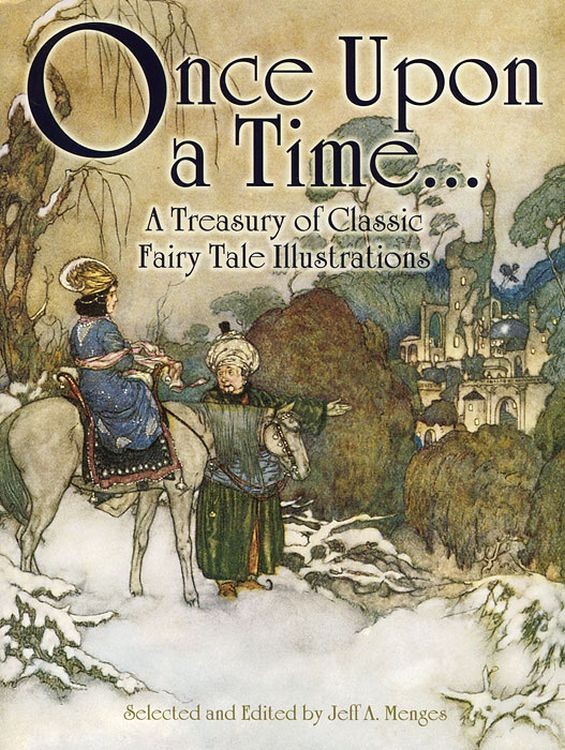 Once Upon
a Time...
A Treasury of Classic
Fairy Tale Illustrations
Selected and Edited by Jeff A. Menges